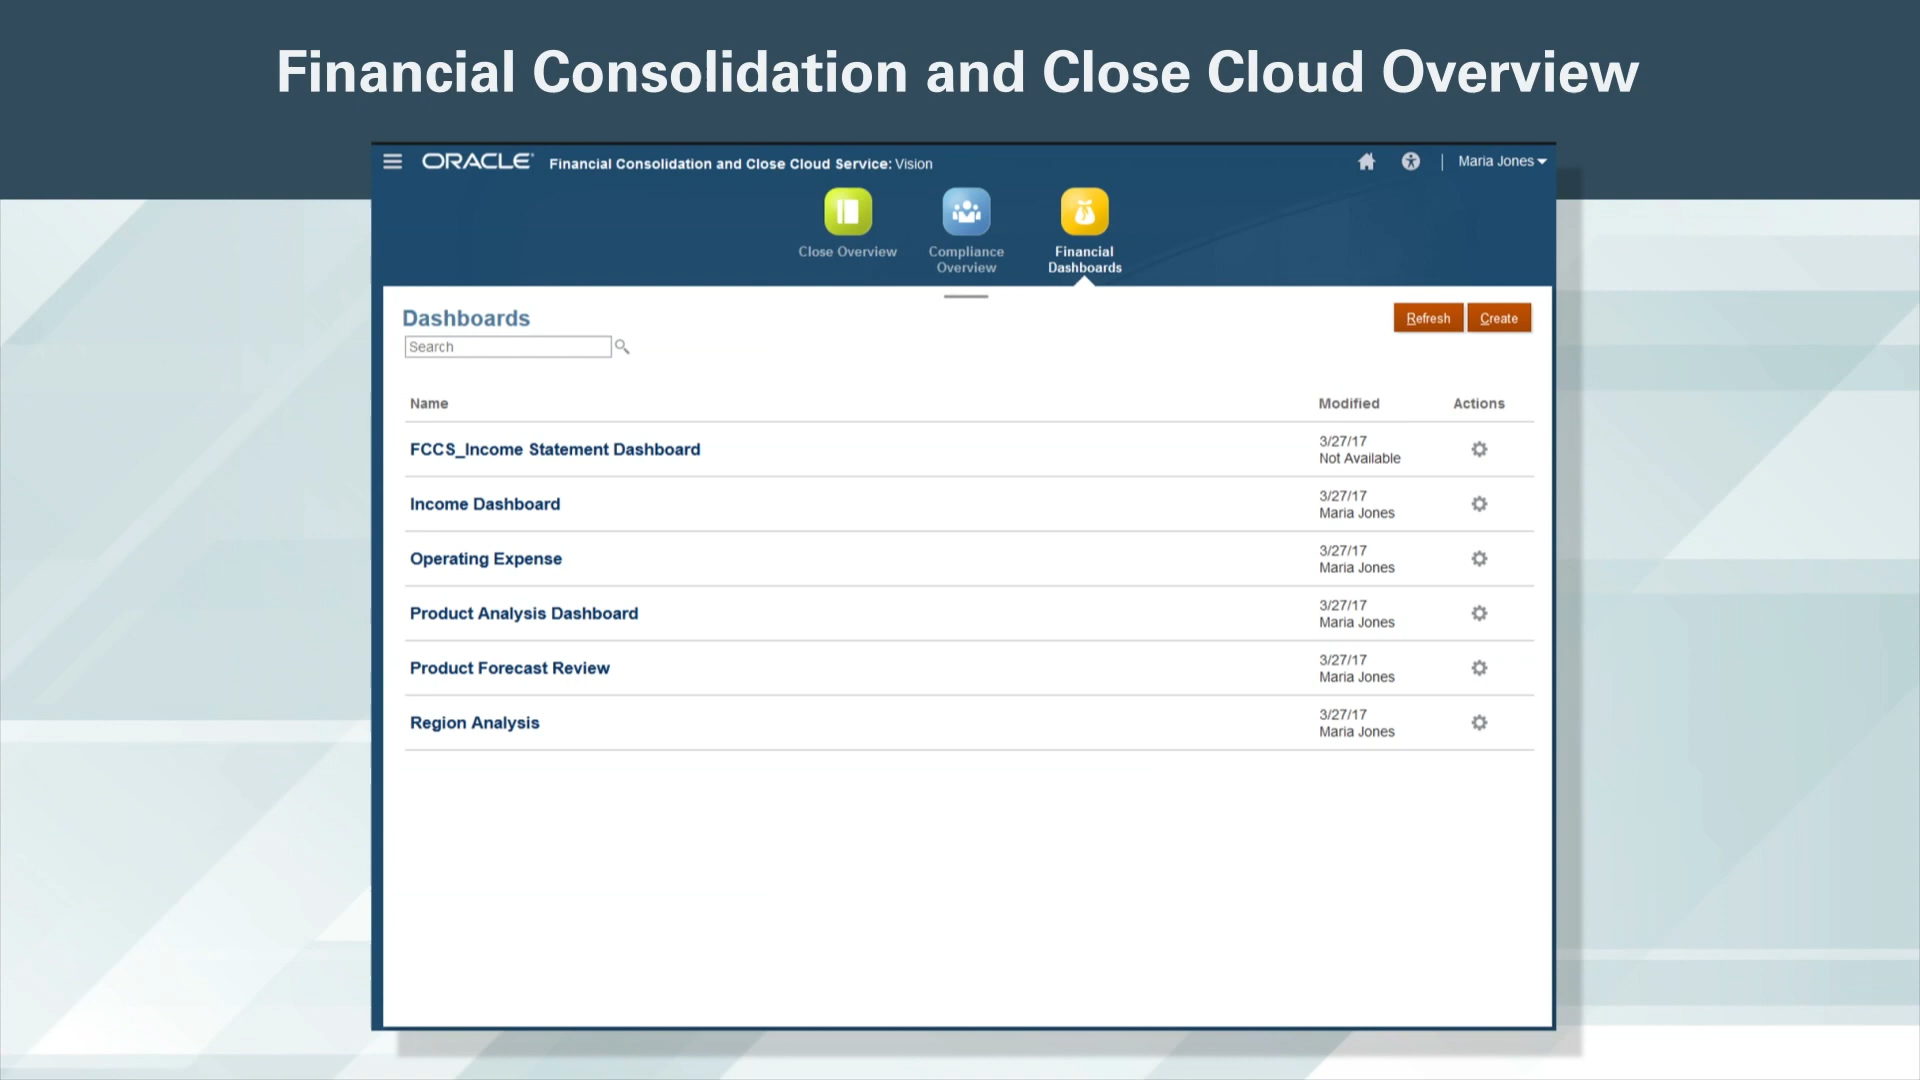 Financial Consolidation and Close Cloud Overview
ORACLE Financial Consolidation and Close Cloud Service: Vision
Maria Jones
Close Overview
Compliance
Overview
Financial
Dashboards
Dashboards
Refresh
Create
Search
Name
Modified
Actions
FCCS_Income Statement Dashboard
3/27/17
Not Available
Income Dashboard
3/27/17
Maria Jones
Operating Expense
3/27/17
Maria Jones
Product Analysis Dashboard
3/27/17
Maria Jones
Product Forecast Review
3/27/17
Maria Jones
Region Analysis
3/27/17
Maria Jones